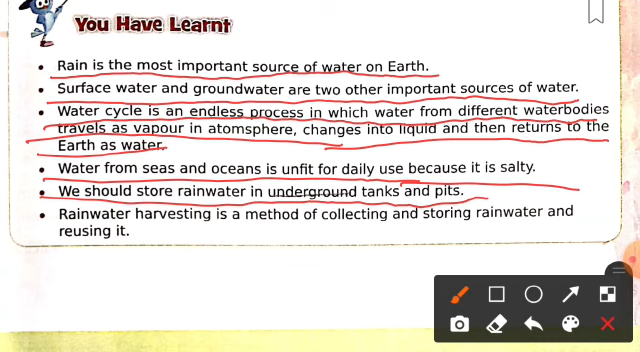 You Have Learnt
• Rain is the most important source of water on Earth.
• Surface water and groundwater are two other important sources of water.
• Water cycle is an endless process in which water from different waterbodies
travels as vapour in atomsphere, changes into liquid and then returns to the
Earth as water.
• Water from seas and oceans is unfit for daily use because it is salty.
• We should store rainwater in underground tanks and pits.
• Rainwater harvesting is a method of collecting and storing rainwater and
reusing it.